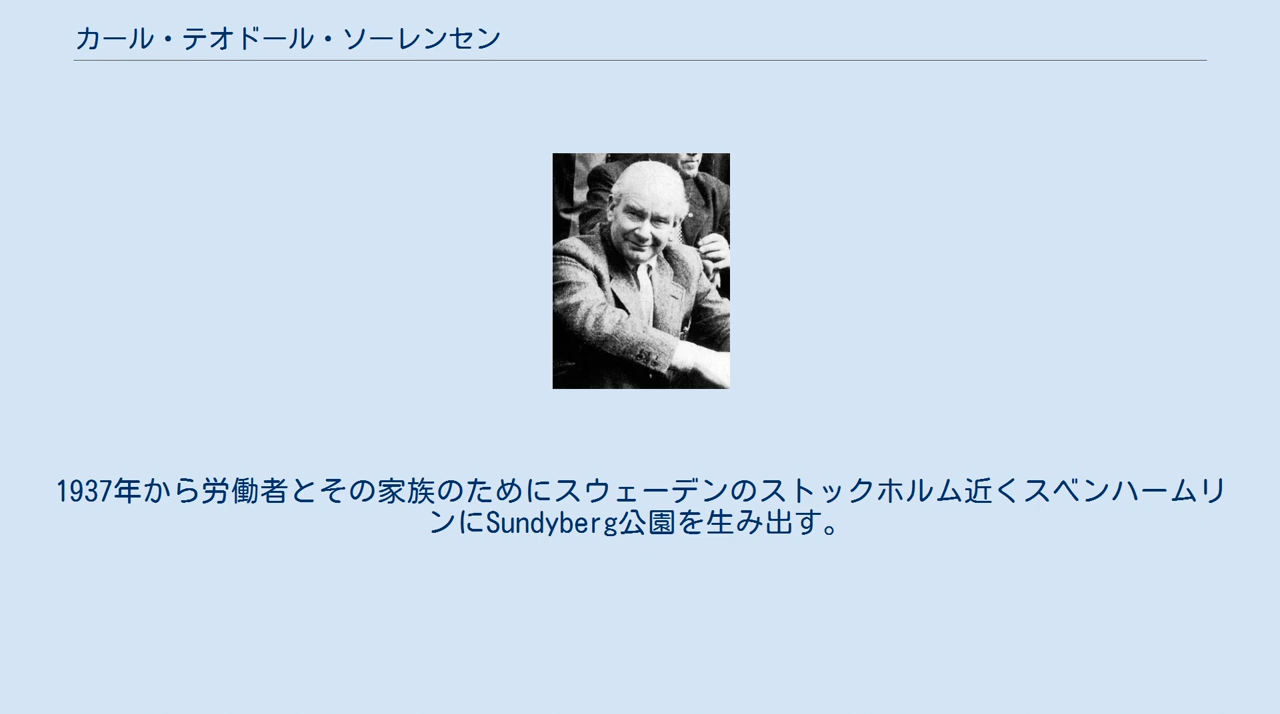 カール・テオドール・ソーレンセン
1937年から労働者とその家族のためにスウェーデンのストックホルム近くスベンハームリ
ンにSundyberg公園を生み出す。